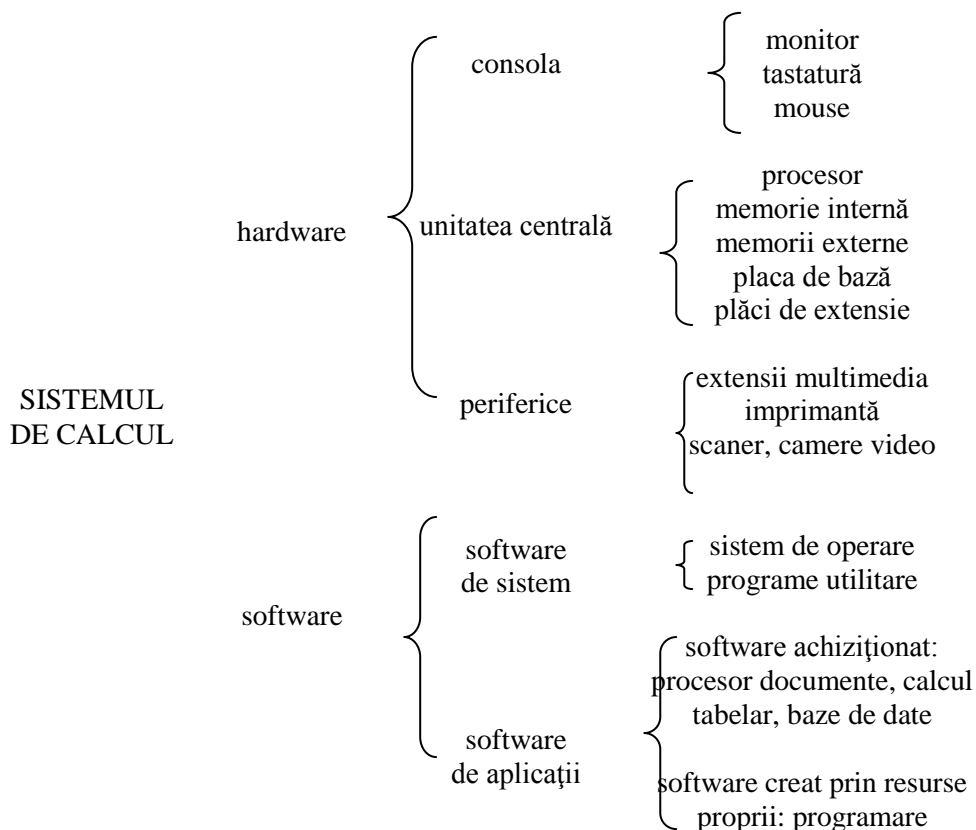 SISTEMUL
DE CALCUL
hardware
consola
monitor
tastatură
mouse
unitatea centrală
procesor
memorie internă
memorii externe
placa de bază
plăci de extensie
periferice
extensii multimedia
imprimantă
scaner, camere video
software
software
de sistem
sistem de operare
programe utilitare
software
de aplicaţii
software achiziţionat:
procesor documente, calcul
tabelar, baze de date
software creat prin resurse
proprii: programare